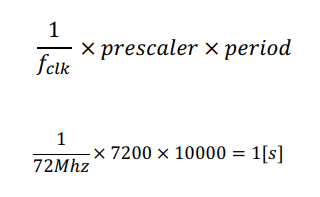 1
f_clk × prescaler × period
1
72Mhz × 7200 × 10000 = 1[s]